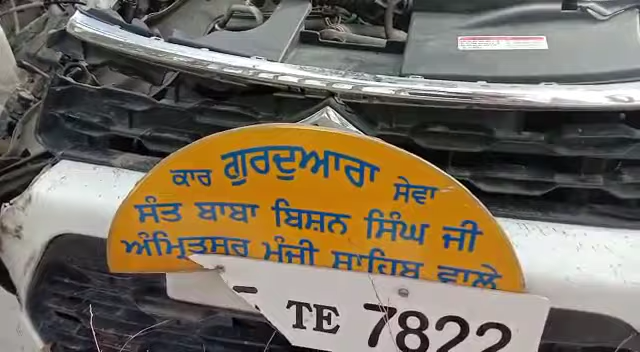 ਕਾਰ ਗੁਰਦੁਆਰਾ ਸੇਵਾ
ਸੰਤ ਬਾਬਾ ਬਿਸ਼ਨ ਸਿੰਘ ਜੀ
ਅੰਮ੍ਰਿਤਸਰ ਮੰਜੀ ਸਾਹਿਬ ਵਾਲੇ
TE 7822